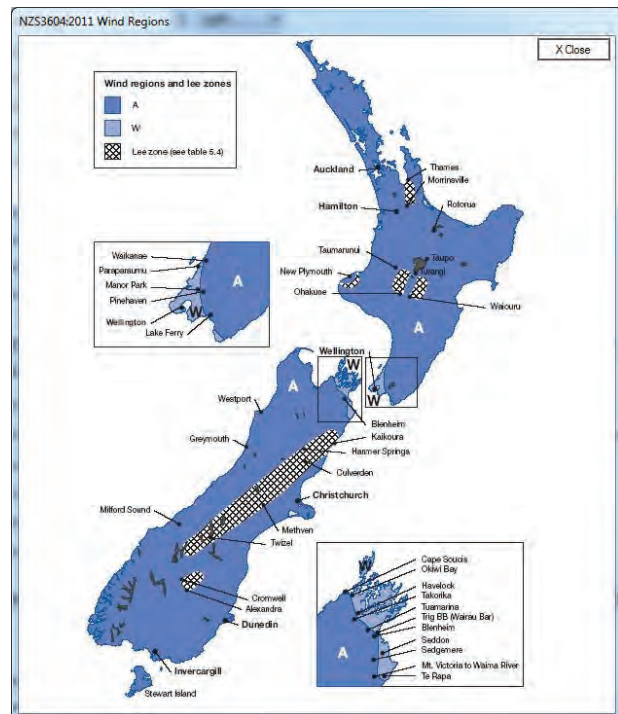 NZS3604:2011 Wind Regions
X Close
Wind regions and lee zones
A
W
Lee zone (see table 5.4)
Auckland
Thames
Morrinsville
Hamilton
Rotorua
Taumarunui
Taupo
Turangi
New Plymouth
Ohakune
Waiouru
A
Waikanae
Paraparaumu
Manor Park
Pinehaven
Wellington
Lake Ferry
A
W
Wellington
W
W
A
Westport
Greymouth
Blenheim
Kaikoura
Hanmer Springs
Culverden
Christchurch
Milford Sound
Methven
Twizel
Cromwell
Alexandra
Dunedin
Invercargill
Stewart Island
W
Cape Soucis
Okiwi Bay
Havelock
Takorika
Tuamarina
Trig BB (Wairau Bar)
Blenheim
Seddon
Sedgemere
A
Mt. Victoria to Waima River
Te Rapa